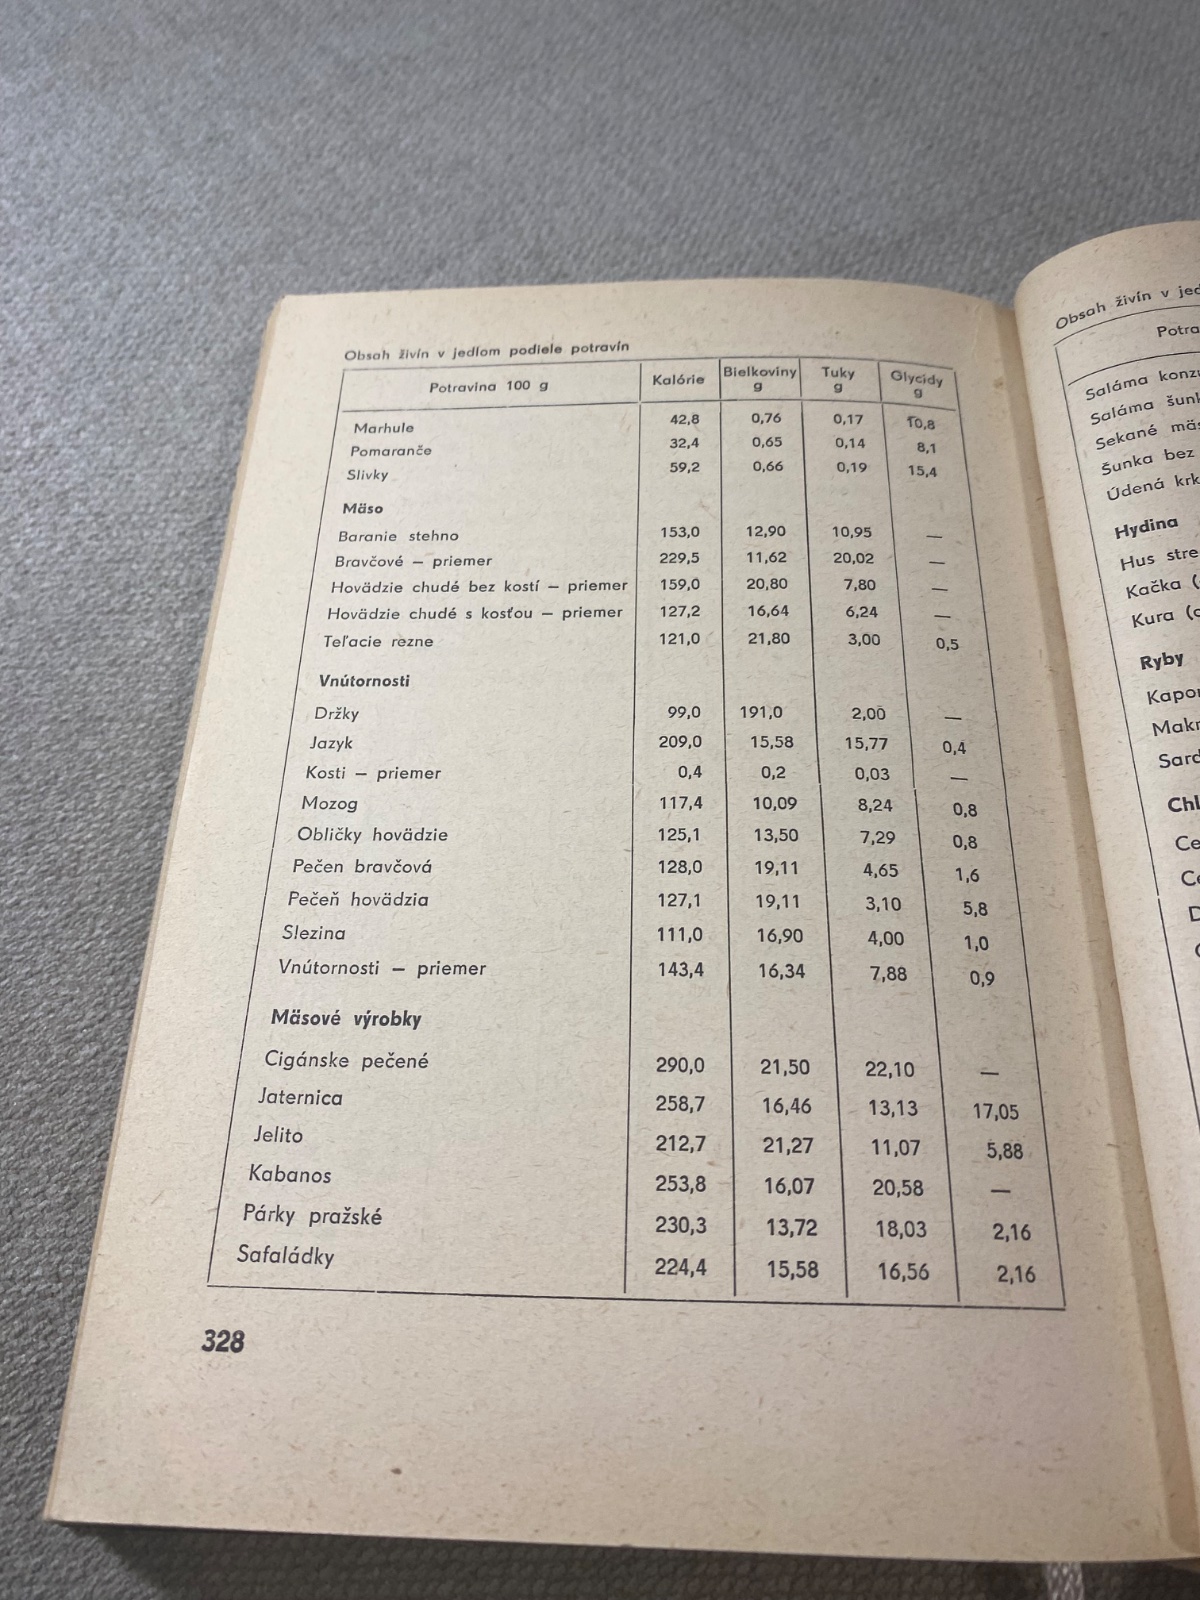 Obsah živín v jedlom podiele potravín
Potravina 100 g Kalórie Bielkoviny g Tuky g Glycidy g
Marhule 42,8 0,76 0,17 10,8
Pomaranče 32,4 0,65 0,14 8,1
Slivky 59,2 0,66 0,19 15,4
Mäso
Baranie stehno 153,0 12,90 10,95 —
Bravčové — priemer 229,5 11,62 20,02 —
Hovädzie chudé bez kostí — priemer 159,0 20,80 7,80 —
Hovädzie chudé s kosťou — priemer 127,2 16,64 6,24 —
Teľacie rezne 121,0 21,80 3,00 0,5
Vnútornosti
Držky 99,0 191,0 2,00 —
Jazyk 209,0 15,58 15,77 0,4
Kosti — priemer 0,4 0,2 0,03 —
Mozog 117,4 10,09 8,24 0,8
Obličky hovädzie 125,1 13,50 7,29 0,8
Pečen bravčová 128,0 19,11 4,65 1,6
Pečeň hovädzia 127,1 19,11 3,10 5,8
Slezina 111,0 16,90 4,00 1,0
Vnútornosti — priemer 143,4 16,34 7,88 0,9
Mäsové výrobky
Cigánske pečené 290,0 21,50 22,10 —
Jaternica 258,7 16,46 13,13 17,05
Jelito 212,7 21,27 11,07 5,88
Kabanos 253,8 16,07 20,58 —
Párky pražské 230,3 13,72 18,03 2,16
Safaládky 224,4 15,58 16,56 2,16
328
Obsah živín v
Saláma
Saláma
Sekané
Šunka bez
Údená
Hydina
Hus
Kačka
Kura
Ryby